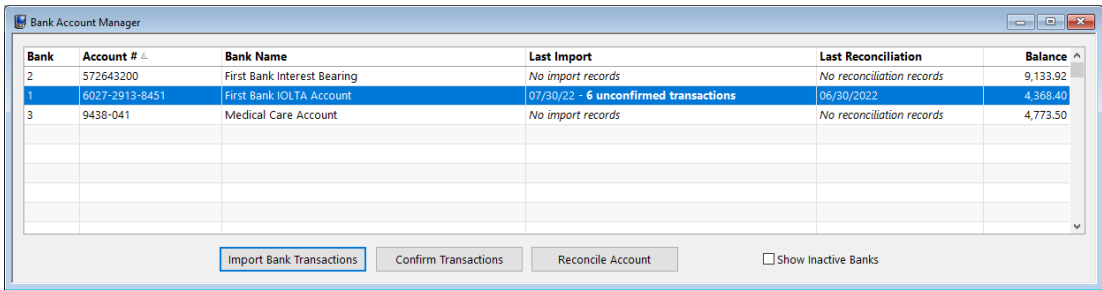 Bank Account Manager
Bank Account # Bank Name Last Import Last Reconciliation Balance
2 572643200 First Bank Interest Bearing No import records No reconciliation records 9,133.92
1 6027-2913-8451 First Bank IOLTA Account 07/30/22 - 6 unconfirmed transactions 06/30/2022 4,368.40
3 9438-041 Medical Care Account No import records No reconciliation records 4,773.50
Import Bank Transactions Confirm Transactions Reconcile Account Show Inactive Banks